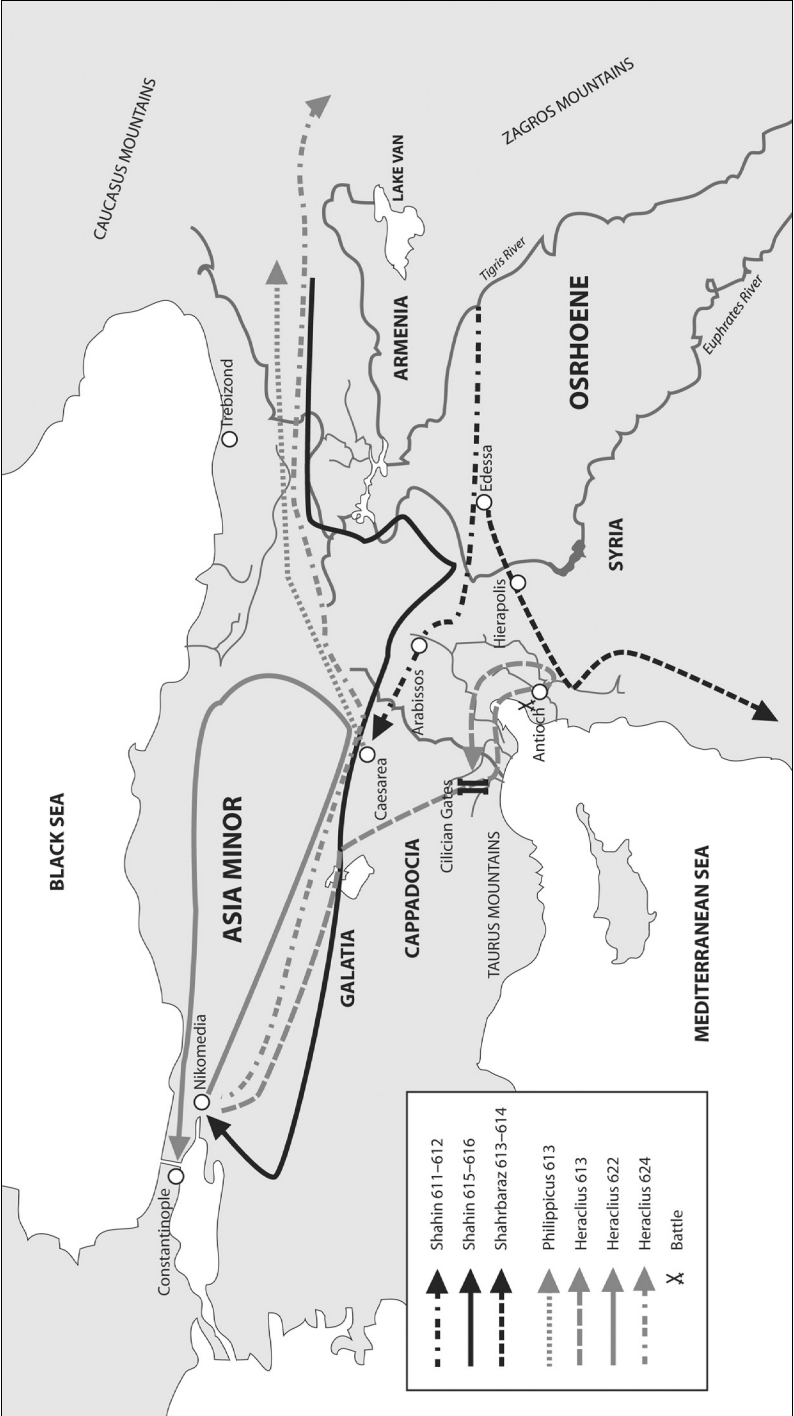 BLACK SEA
CAUCASUS MOUNTAINS
Constantinople
Nikomedia
Trebizond
ASIA MINOR
GALATIA
Caesarea
CAPPADOCIA
Arabissos
ARMENIA
LAKE VAN
Cilician Gates
TAURUS MOUNTAINS
Antioch
Hierapolis
Edessa
Tigris River
ZAGROS MOUNTAINS
OSRHOENE
SYRIA
Euphrates River
MEDITERRANEAN SEA
Shahin 611–612
Shahin 615–616
Shahrbaraz 613–614
Philippicus 613
Heraclius 613
Heraclius 622
Heraclius 624
Battle